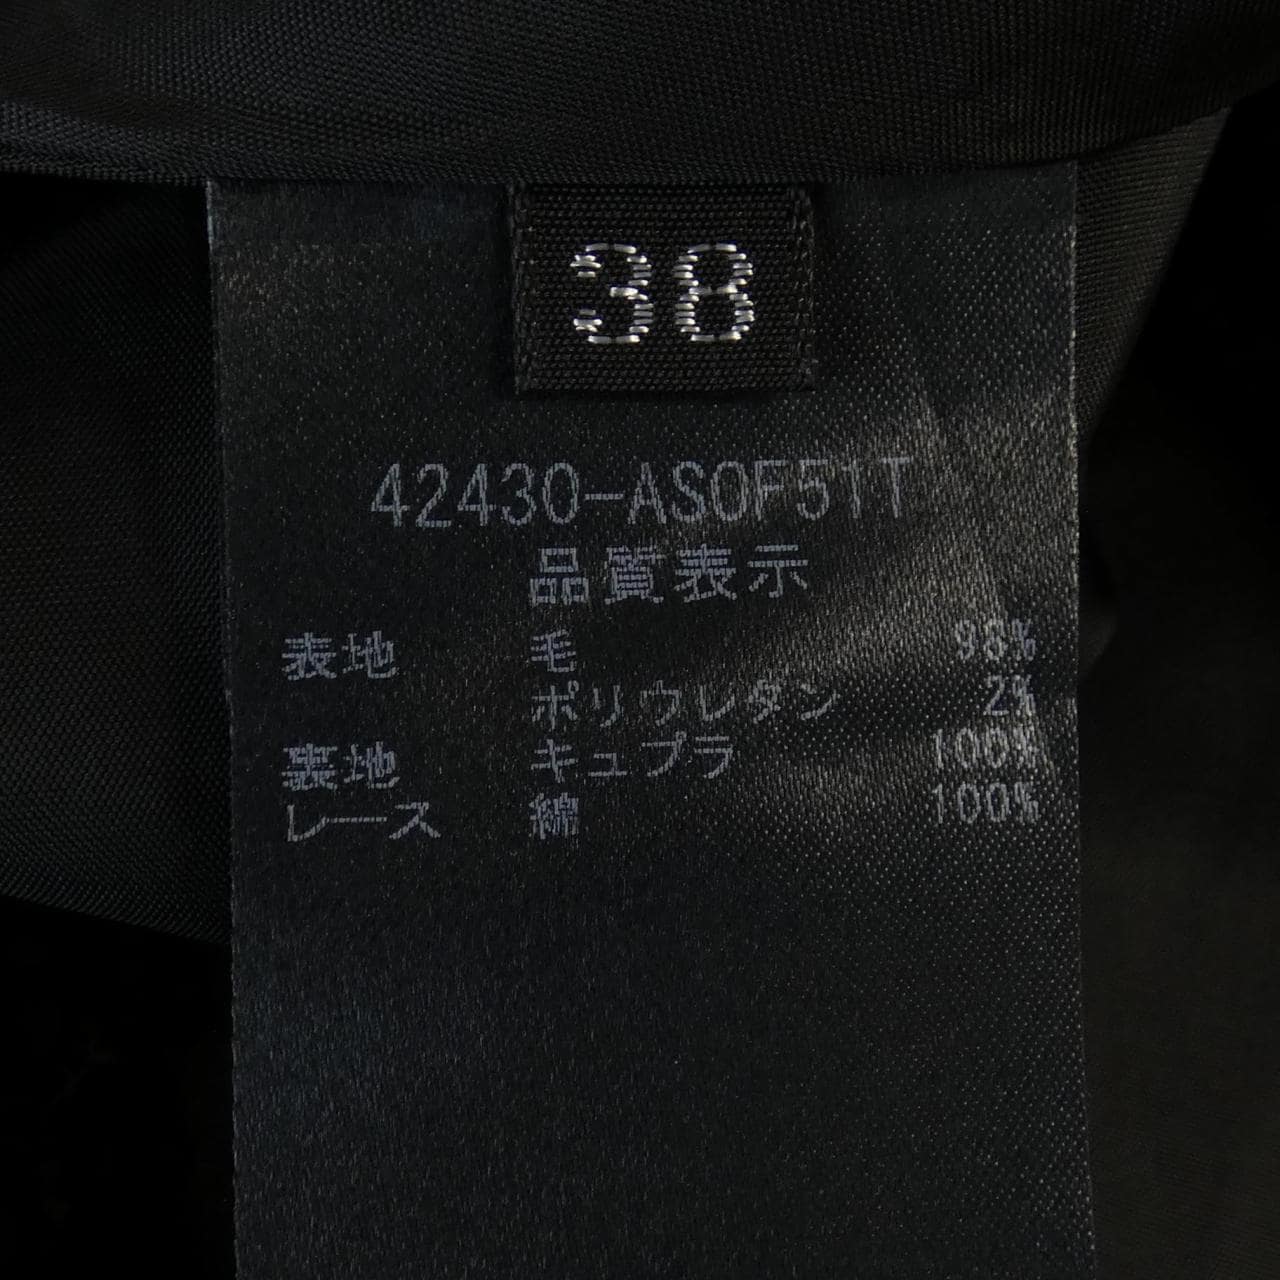 38
42430-ASOF51T
品質表示
表地 毛 98%
ポリウレタン 2%
裏地 キュプラ 100%
レース 綿 100%